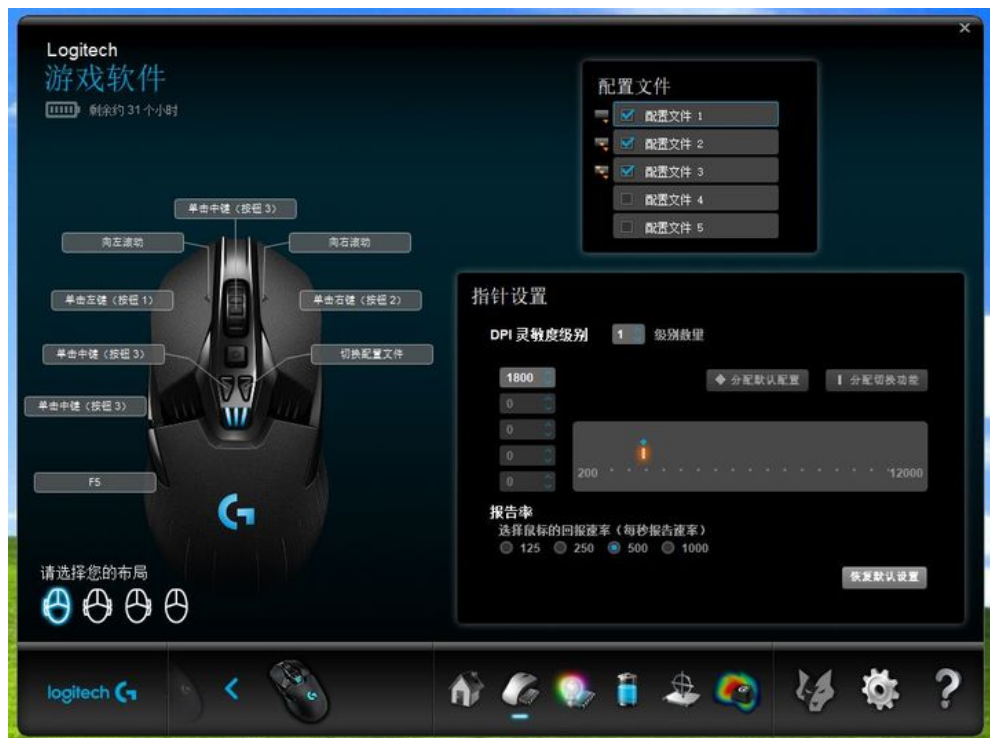 Logitech
游戏软件
剩余约 31 个小时
配置文件
配置文件 1
配置文件 2
配置文件 3
配置文件 4
配置文件 5
单击中键（按钮 3）
向左滚动
向右滚动
单击左键（按钮 1）
单击右键（按钮 2）
单击中键（按钮 3）
切换配置文件
单击中键（按钮 3）
F5
指针设置
DPI 灵敏度级别 1 级别数量
1800
分配默认配置 分配切换功能
0
0
0
0
200 12000
报告率
选择鼠标的回报速率（每秒报告速率）
125 250 500 1000
恢复默认设置
请选择您的布局
logitech G
?